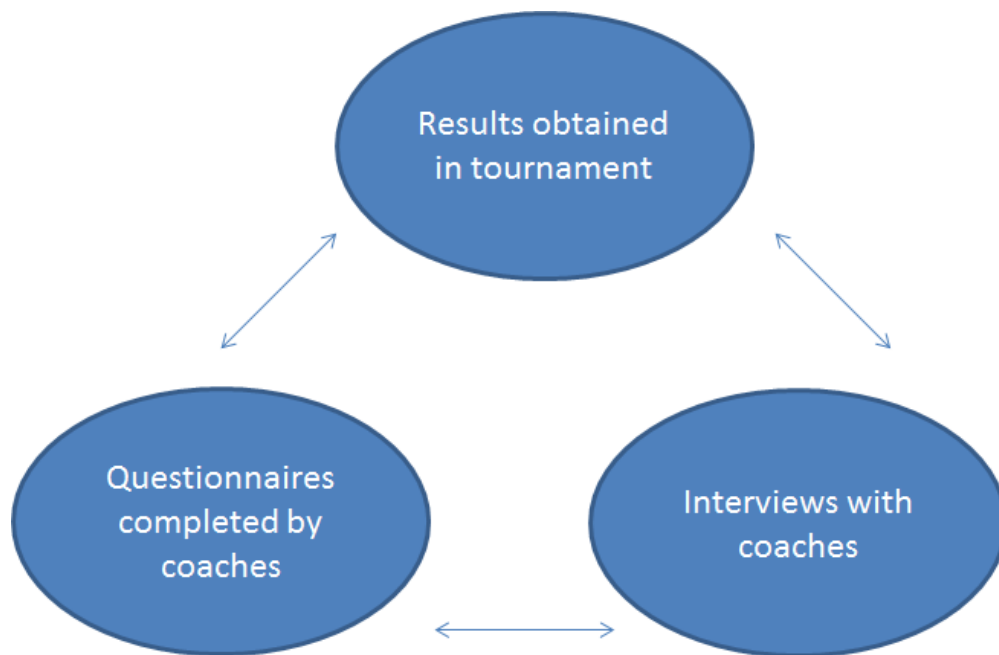 Results obtained
in tournament
Questionnaires
completed by
coaches
Interviews with
coaches